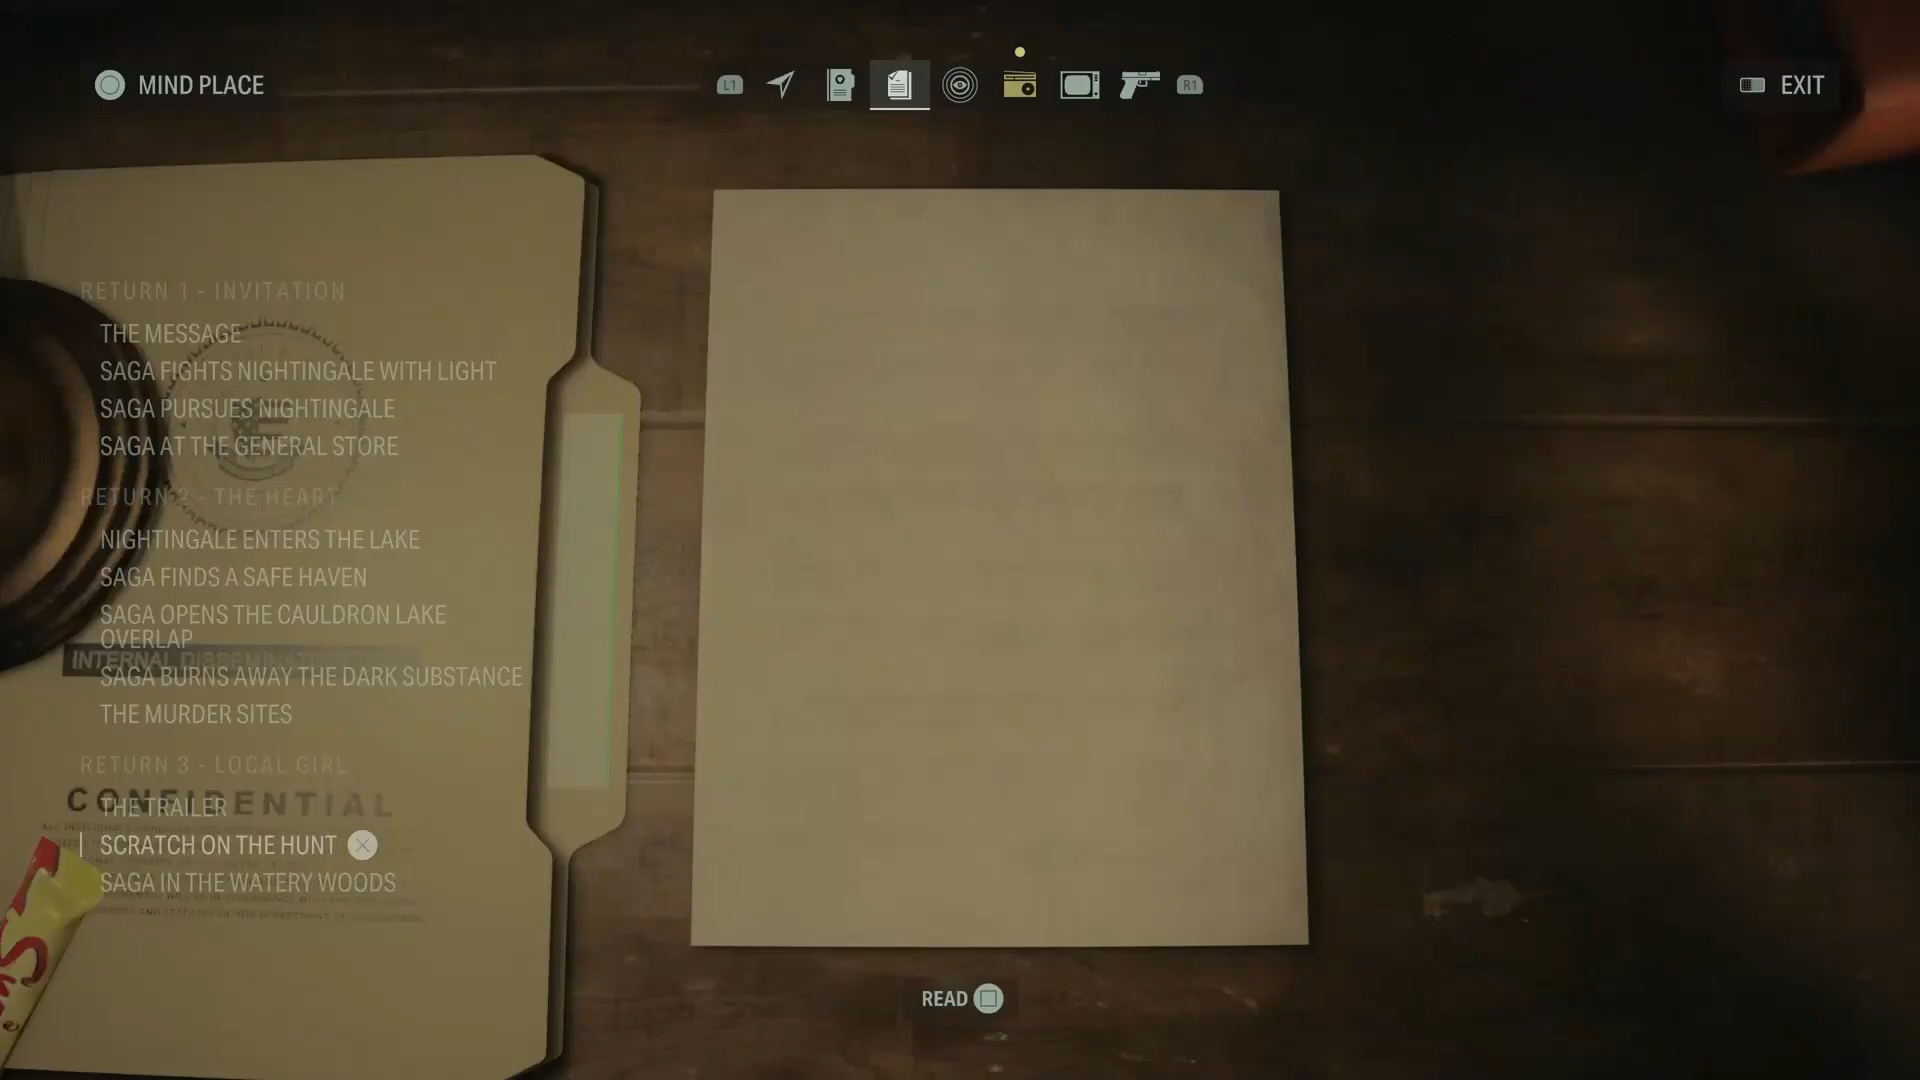 MIND PLACE
L1
R1
EXIT
RETURN 1 - INVITATION
THE MESSAGE
SAGA FIGHTS NIGHTINGALE WITH LIGHT
SAGA PURSUES NIGHTINGALE
SAGA AT THE GENERAL STORE
RETURN 2 - THE HEART
NIGHTINGALE ENTERS THE LAKE
SAGA FINDS A SAFE HAVEN
SAGA OPENS THE CAULDRON LAKE
OVERLAP
INTERNAL
SAGA BURNS AWAY THE DARK SUBSTANCE
THE MURDER SITES
RETURN 3 - LOCAL GIRL
CONFIDENTIAL
THE TRAILER
SCRATCH ON THE HUNT
SAGA IN THE WATERY WOODS
READ